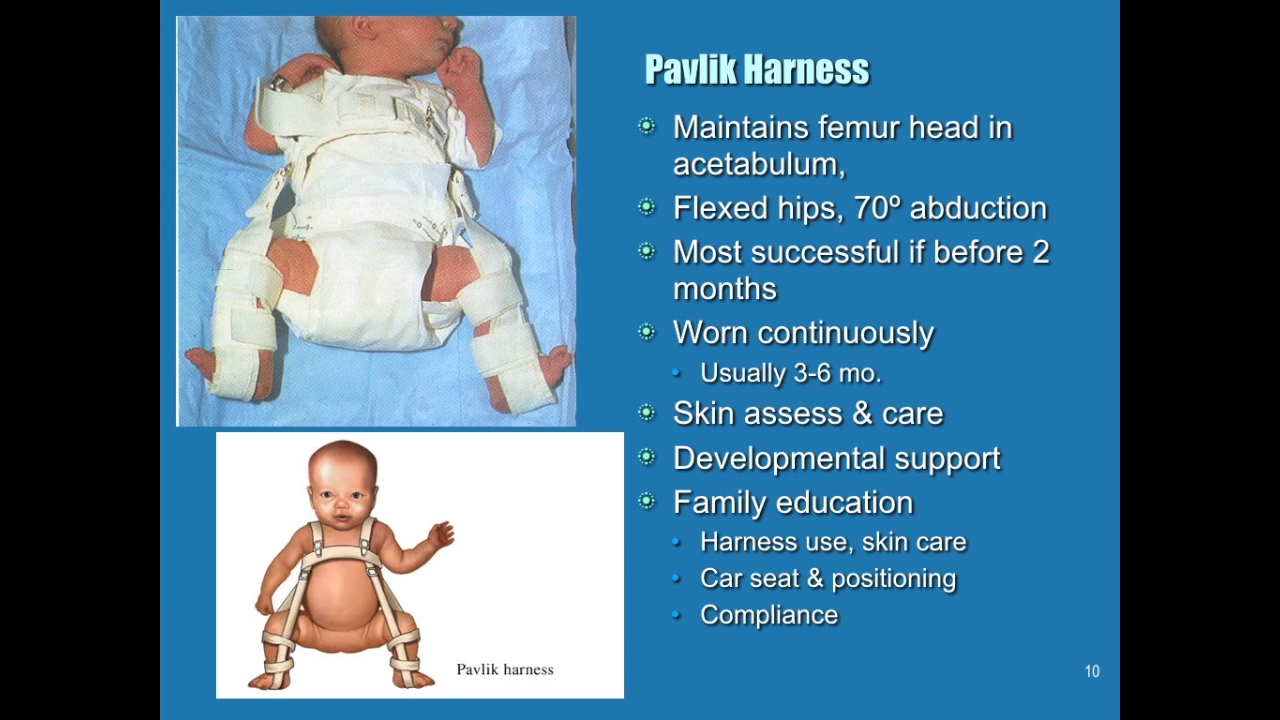 Pavlik Harness
Maintains femur head in
acetabulum,
Flexed hips, 70º abduction
Most successful if before 2
months
Worn continuously
Usually 3-6 mo.
Skin assess & care
Developmental support
Family education
Harness use, skin care
Car seat & positioning
Compliance
Pavlik harness
10